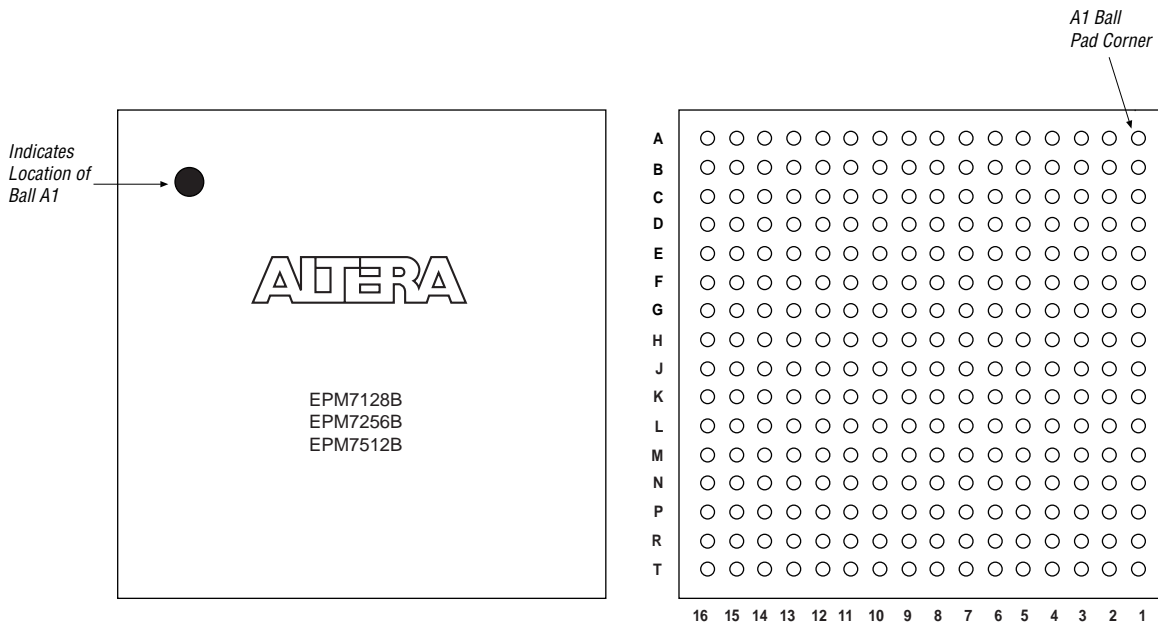 A1 Ball
Pad Corner
Indicates
Location of
Ball A1
ALTERA
EPM7128B
EPM7256B
EPM7512B
A
B
C
D
E
F
G
H
J
K
L
M
N
P
R
T
16 15 14 13 12 11 10 9 8 7 6 5 4 3 2 1